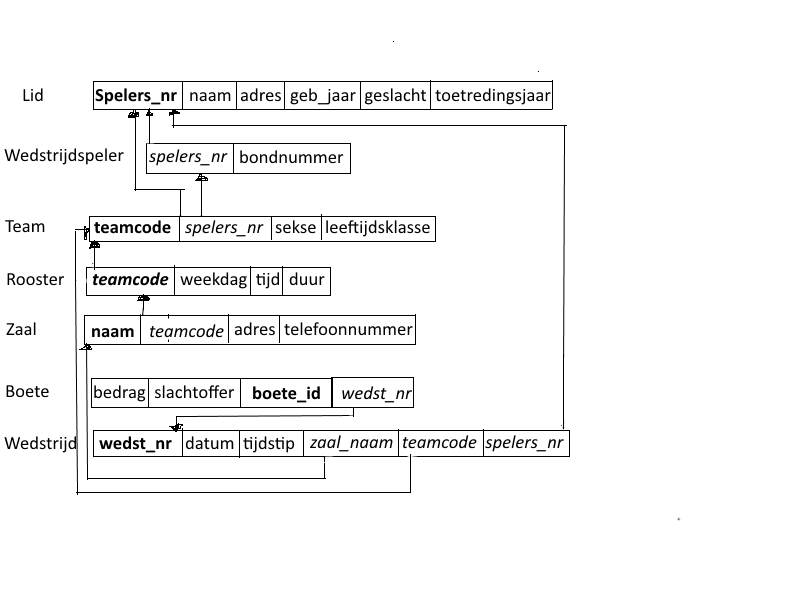 Lid Spelers_nr naam adres geb_jaar geslacht toetredingsjaar
Wedstrijdspeler spelers_nr bondnummer
Team teamcode spelers_nr sekse leeftijdsklasse
Rooster teamcode weekdag tijd duur
Zaal naam teamcode adres telefoonnummer
Boete bedrag slachtoffer boete_id wedst_nr
Wedstrijd wedst_nr datum tijdstip zaal_naam teamcode spelers_nr